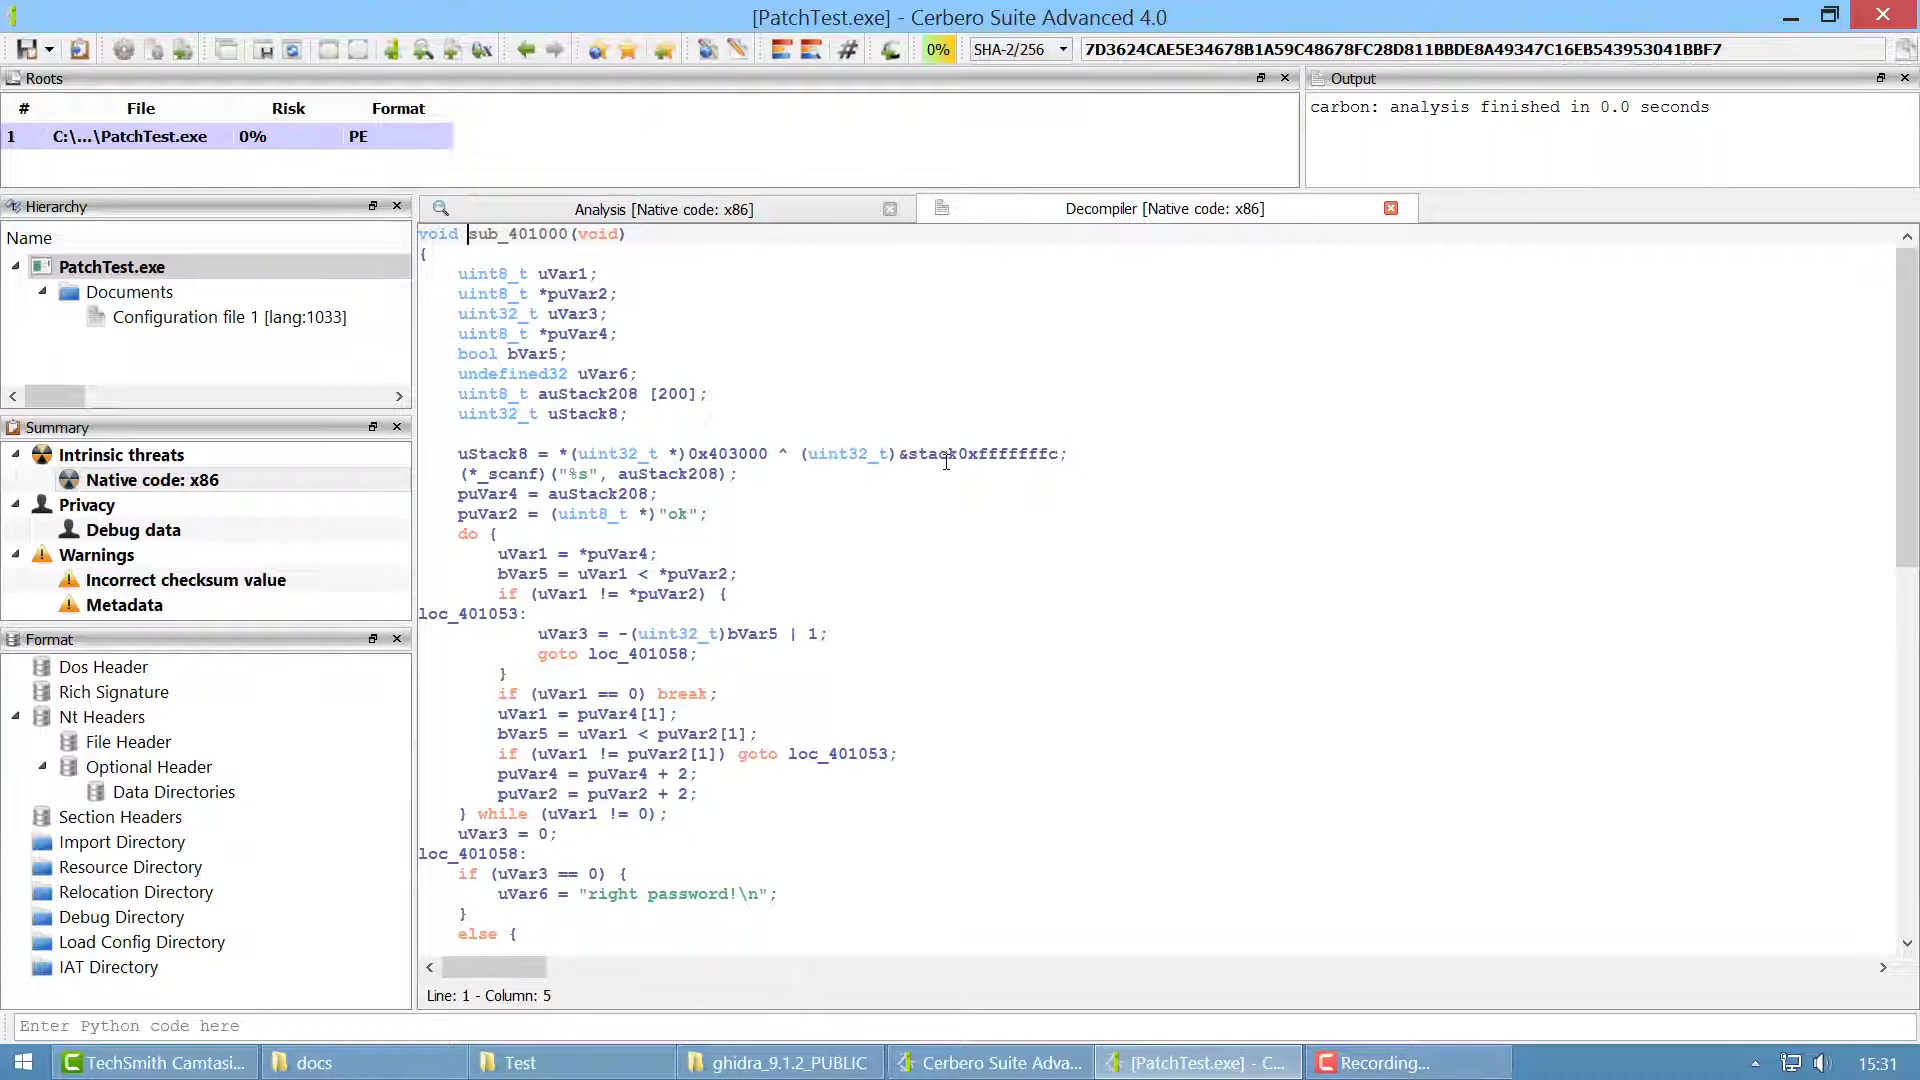 [PatchTest.exe] - Cerbero Suite Advanced 4.0
0%
SHA-2/256
7D3624CAE5E34678B1A59C48678FC28D811BBDE8A49347C16EB543953041BBF7
Roots
# File Risk Format
1 C:\...\PatchTest.exe 0% PE
Output
carbon: analysis finished in 0.0 seconds
Hierarchy
Name
PatchTest.exe
Documents
Configuration file 1 [lang:1033]
Summary
Intrinsic threats
Native code: x86
Privacy
Debug data
Warnings
Incorrect checksum value
Metadata
Format
Dos Header
Rich Signature
Nt Headers
File Header
Optional Header
Data Directories
Section Headers
Import Directory
Resource Directory
Relocation Directory
Debug Directory
Load Config Directory
IAT Directory
Analysis [Native code: x86]
Decompiler [Native code: x86]
void sub_401000(void)
{
uint8_t uVar1;
uint8_t *puVar2;
uint32_t uVar3;
uint8_t *puVar4;
bool bVar5;
undefined32 uVar6;
uint8_t auStack208 [200];
uint32_t uStack8;
uStack8 = *(uint32_t *)0x403000 ^ (uint32_t)&stack0xfffffffc;
(*_scanf)("%s", auStack208);
puVar4 = auStack208;
puVar2 = (uint8_t *)"ok";
do {
uVar1 = *puVar4;
bVar5 = uVar1 < *puVar2;
if (uVar1 != *puVar2) {
loc_401053:
uVar3 = -(uint32_t)bVar5 | 1;
goto loc_401058;
}
if (uVar1 == 0) break;
uVar1 = puVar4[1];
bVar5 = uVar1 < puVar2[1];
if (uVar1 != puVar2[1]) goto loc_401053;
puVar4 = puVar4 + 2;
puVar2 = puVar2 + 2;
} while (uVar1 != 0);
uVar3 = 0;
loc_401058:
if (uVar3 == 0) {
uVar6 = "right password!\n";
}
else {
Line: 1 - Column: 5
Enter Python code here
TechSmith Camtasi...
docs
Test
ghidra_9.1.2_PUBLIC
Cerbero Suite Adva...
[PatchTest.exe] - C...
Recording...
15:31